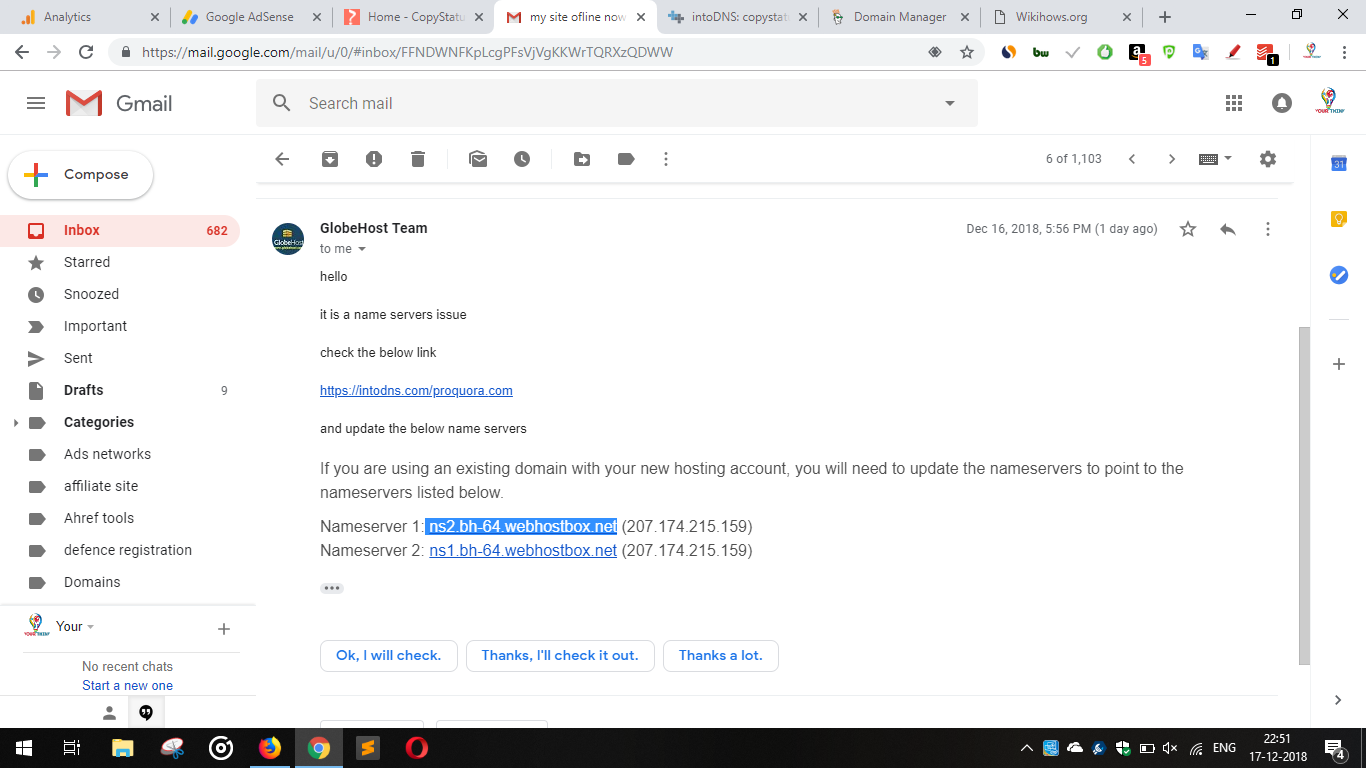 Analytics
Google AdSense
Home - CopyStatu
my site ofline now
intoDNS: copystat
Domain Manager
Wikihows.org
https://mail.google.com/mail/u/0/#inbox/FFNDWNFKpLcgPFsVjVgKKWrTQRXzQDWW
bw
a
5
1
Gmail
Search mail
YOUR THINK
Compose
6 of 1,103
31
Inbox 682
Starred
Snoozed
Important
Sent
Drafts 9
Categories
Ads networks
affiliate site
Ahref tools
defence registration
Domains
GlobeHost
GlobeHost Team
Dec 16, 2018, 5:56 PM (1 day ago)
to me
hello
it is a name servers issue
check the below link
https://intodns.com/proquora.com
and update the below name servers
If you are using an existing domain with your new hosting account, you will need to update the nameservers to point to the
nameservers listed below.
Nameserver 1: ns2.bh-64.webhostbox.net (207.174.215.159)
Nameserver 2: ns1.bh-64.webhostbox.net (207.174.215.159)
Ok, I will check.
Thanks, I'll check it out.
Thanks a lot.
Your
No recent chats
Start a new one
ENG
22:51
17-12-2018
4